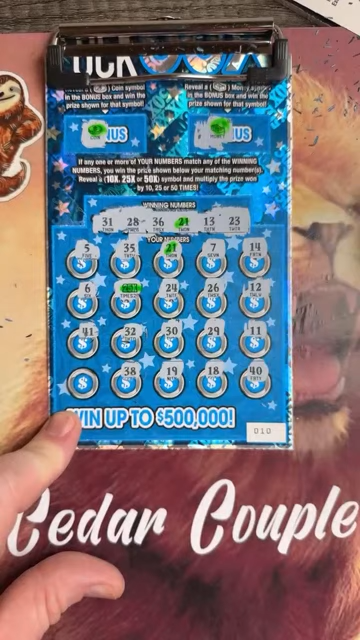 Reveal a
Coin symbol
in the BONUS box and win the
prize shown for that symbol!
Reveal a
in the BONUS box and win the
prize shown for that symbol!
If any one or more of YOUR NUMBERS match any of the WINNING
NUMBERS, you win the prize shown below your matching number(s).
Reveal a (10X, 25X or 50X) symbol and multiply the prize won
by 10, 25 or 50 TIMES!
WINNING NUMBERS
31 28 36 21 13 23
YOUR NUMBERS
5 35 21 7 14
6 24 26 12
41 32 30 29 11
38 19 18 40
WIN UP TO $500,000!
010
Cedar Couple